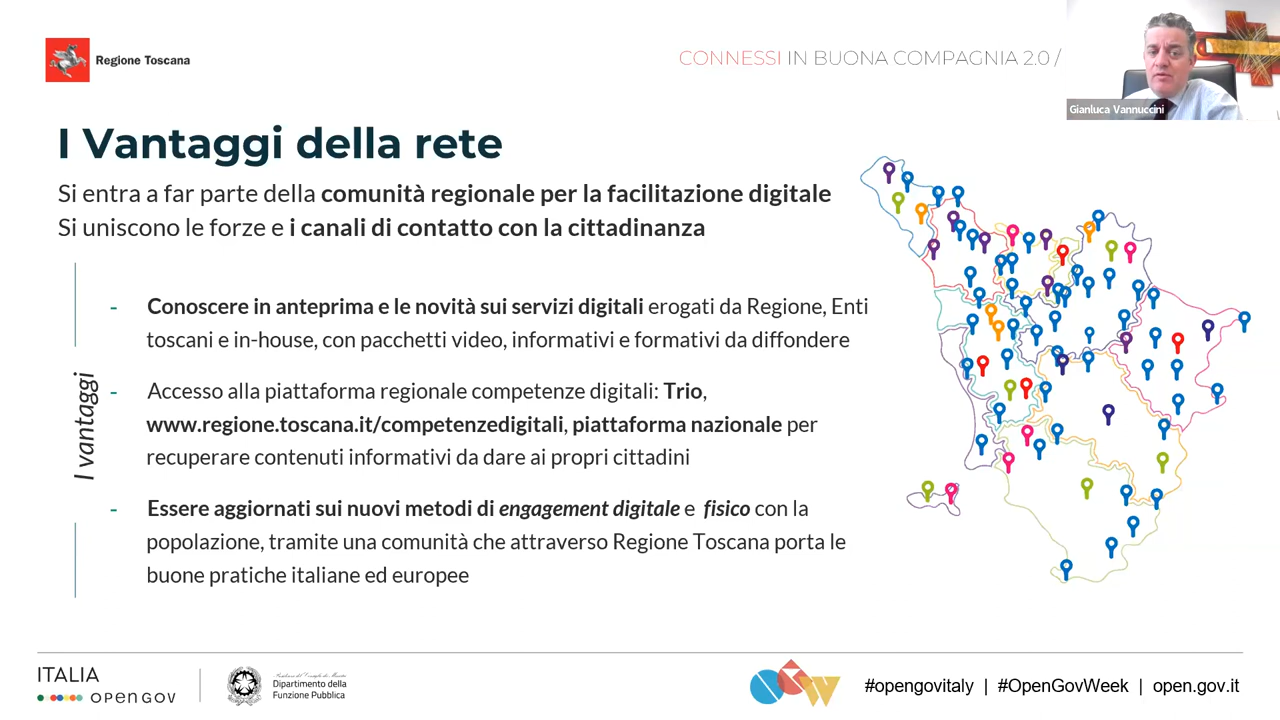 Regione Toscana
CONNESSI IN BUONA COMPAGNIA 2.0 /
Gianluca Vannuccini
I Vantaggi della rete
Si entra a far parte della comunità regionale per la facilitazione digitale
Si uniscono le forze e i canali di contatto con la cittadinanza
I vantaggi
- Conoscere in anteprima e le novità sui servizi digitali erogati da Regione, Enti
toscani e in-house, con pacchetti video, informativi e formativi da diffondere
- Accesso alla piattaforma regionale competenze digitali: Trio,
www.regione.toscana.it/competenzedigitali, piattaforma nazionale per
recuperare contenuti informativi da dare ai propri cittadini
- Essere aggiornati sui nuovi metodi di engagement digitale e fisico con la
popolazione, tramite una comunità che attraverso Regione Toscana porta le
buone pratiche italiane ed europee
ITALIA
open gov
Presidenza del Consiglio dei Ministri
Dipartimento della
Funzione Pubblica
OGW
#opengovitaly | #OpenGovWeek | open.gov.it